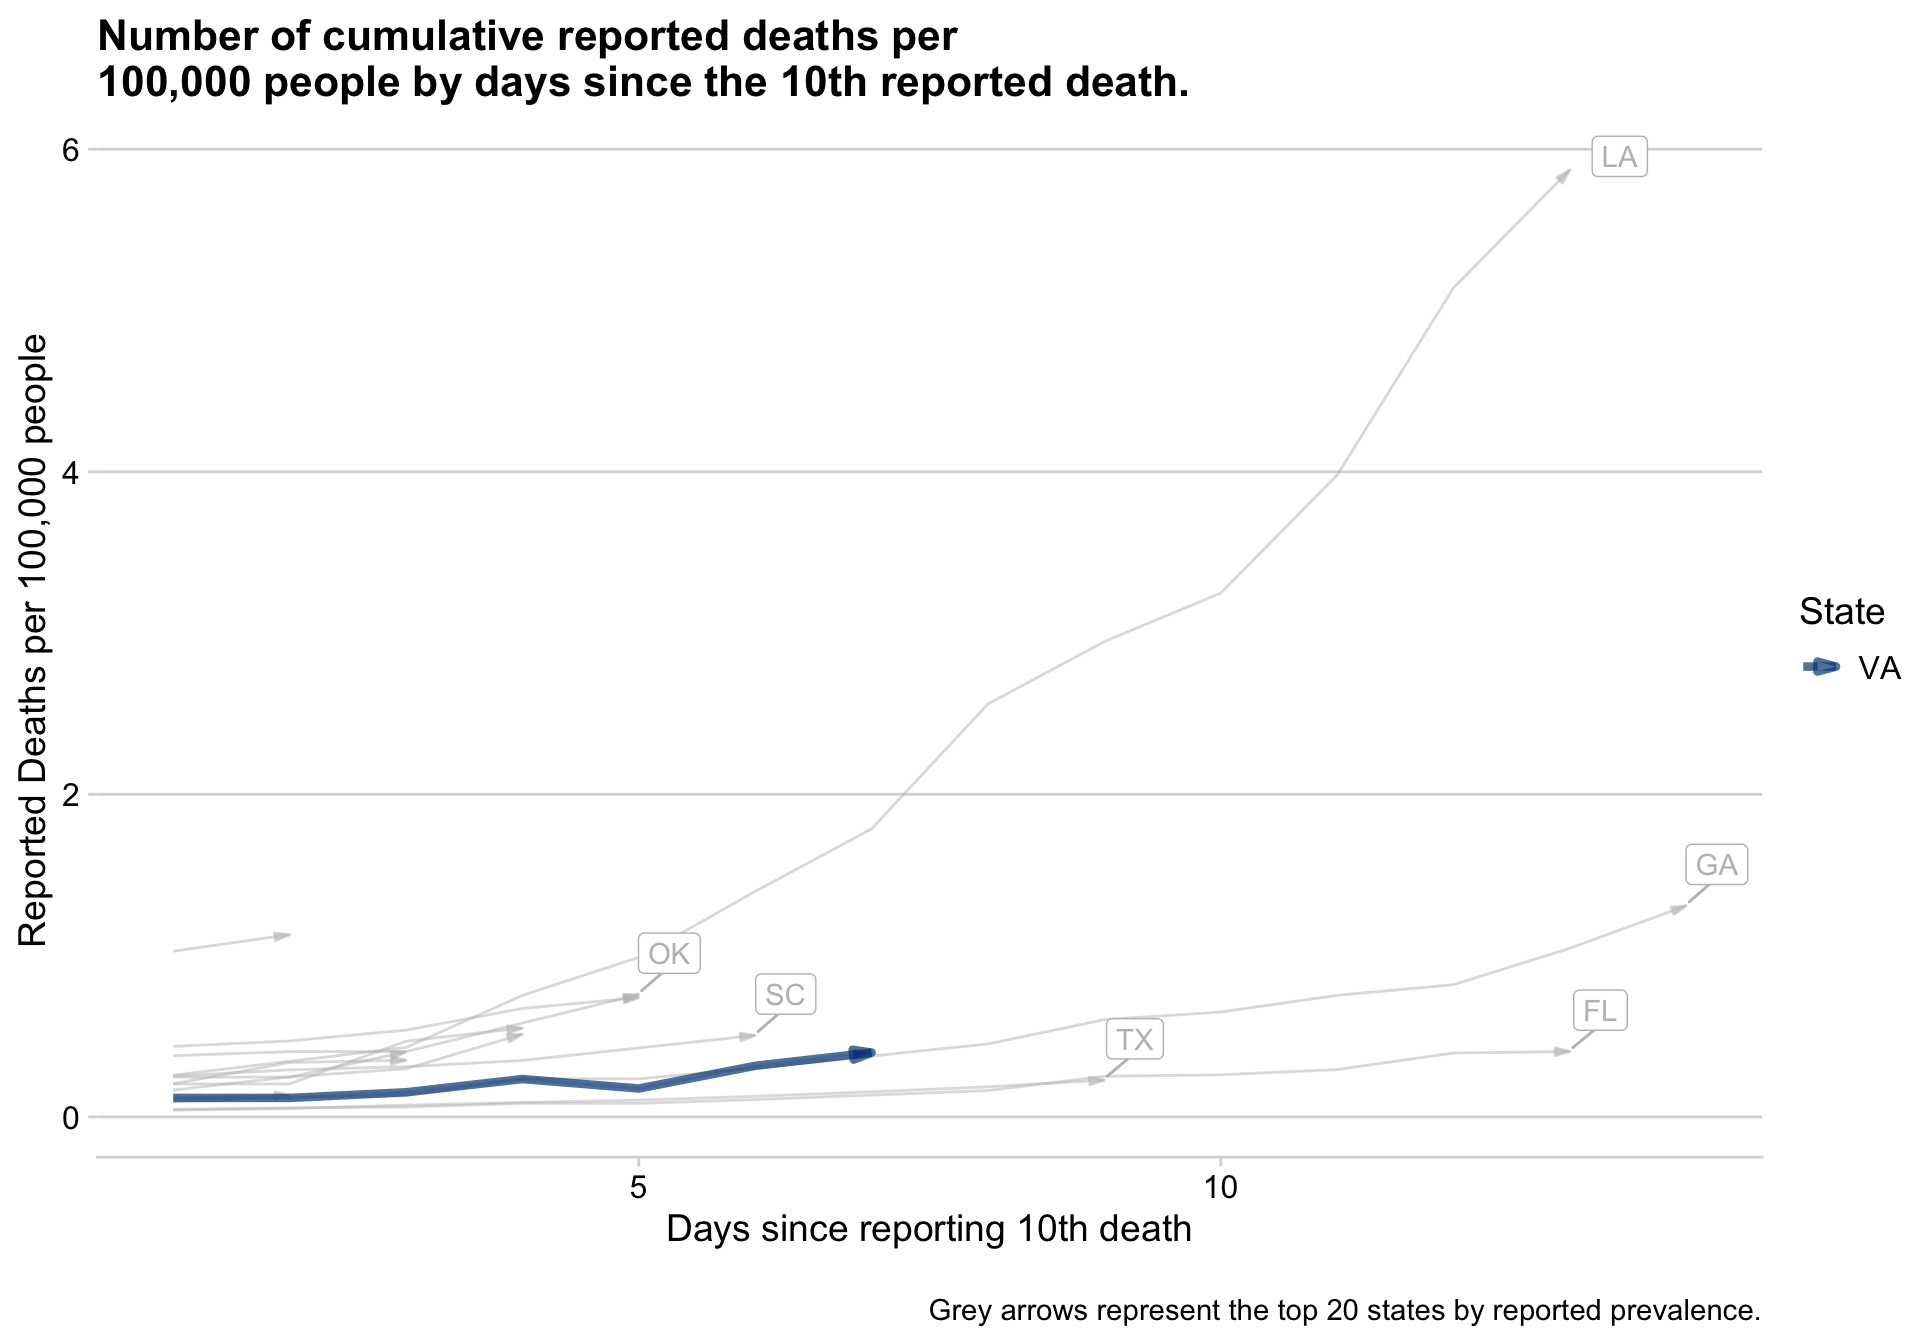 Number of cumulative reported deaths per
100,000 people by days since the 10th reported death.
Reported Deaths per 100,000 people
6
4
2
0
LA
GA
FL
TX
SC
OK
State
VA
5
10
Days since reporting 10th death
Grey arrows represent the top 20 states by reported prevalence.